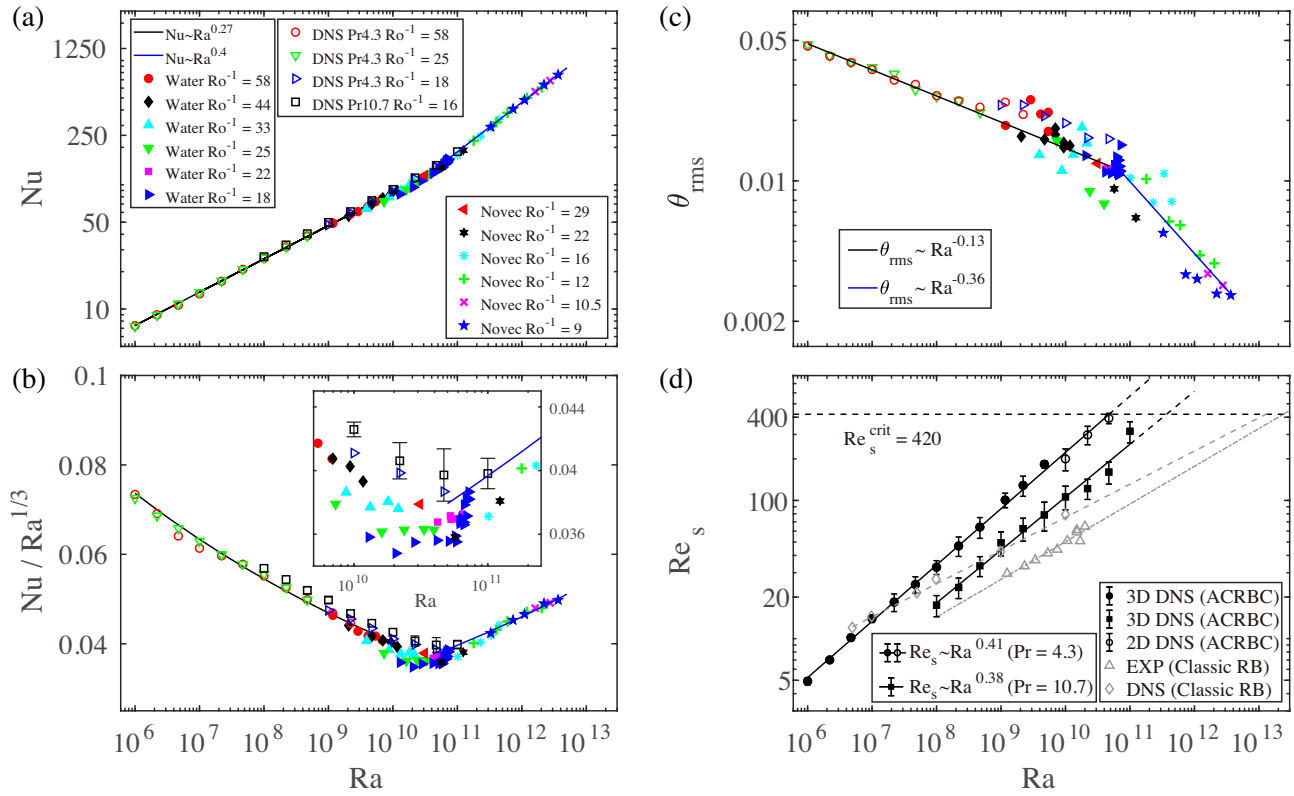 (a)
Nu~Ra^0.27
Nu~Ra^0.4
Water Ro^-1 = 58
Water Ro^-1 = 44
Water Ro^-1 = 33
Water Ro^-1 = 25
Water Ro^-1 = 22
Water Ro^-1 = 18
DNS Pr4.3 Ro^-1 = 58
DNS Pr4.3 Ro^-1 = 25
DNS Pr4.3 Ro^-1 = 18
DNS Pr10.7 Ro^-1 = 16
Novec Ro^-1 = 29
Novec Ro^-1 = 22
Novec Ro^-1 = 16
Novec Ro^-1 = 12
Novec Ro^-1 = 10.5
Novec Ro^-1 = 9
1250
250
50
10
Nu
(c)
0.05
0.01
0.002
θ_rms
θ_rms ~ Ra^-0.13
θ_rms ~ Ra^-0.36
(b)
0.1
0.08
0.06
0.04
Nu / Ra^1/3
0.044
0.04
0.036
10^10
10^11
Ra
10^6 10^7 10^8 10^9 10^10 10^11 10^12 10^13
Ra
(d)
400
100
20
5
Re_s
Re_s^crit = 420
Re_s~Ra^0.41 (Pr = 4.3)
Re_s~Ra^0.38 (Pr = 10.7)
3D DNS (ACRBC)
3D DNS (ACRBC)
2D DNS (ACRBC)
EXP (Classic RB)
DNS (Classic RB)
10^6 10^7 10^8 10^9 10^10 10^11 10^12 10^13
Ra